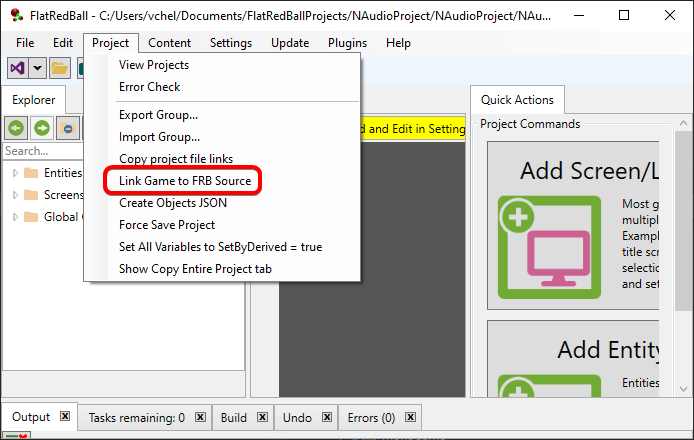 FlatRedBall - C:/Users/vchel/Documents/FlatRedBallProjects/NAudioProject/NAudioProject/NAu...
File Edit Project Content Settings Update Plugins Help
View Projects
Error Check
Export Group...
Import Group...
Copy project file links
Link Game to FRB Source
Create Objects JSON
Force Save Project
Set All Variables to SetByDerived = true
Show Copy Entire Project tab
Explorer
Search...
Entities
Screens
Global
d and Edit in Setting
Quick Actions
Project Commands
Add Screen/L
Most g
multipl
Example
title scre
selectio
and set
Add Entity
Entities
Output Tasks remaining: 0 Build Undo Errors (0)